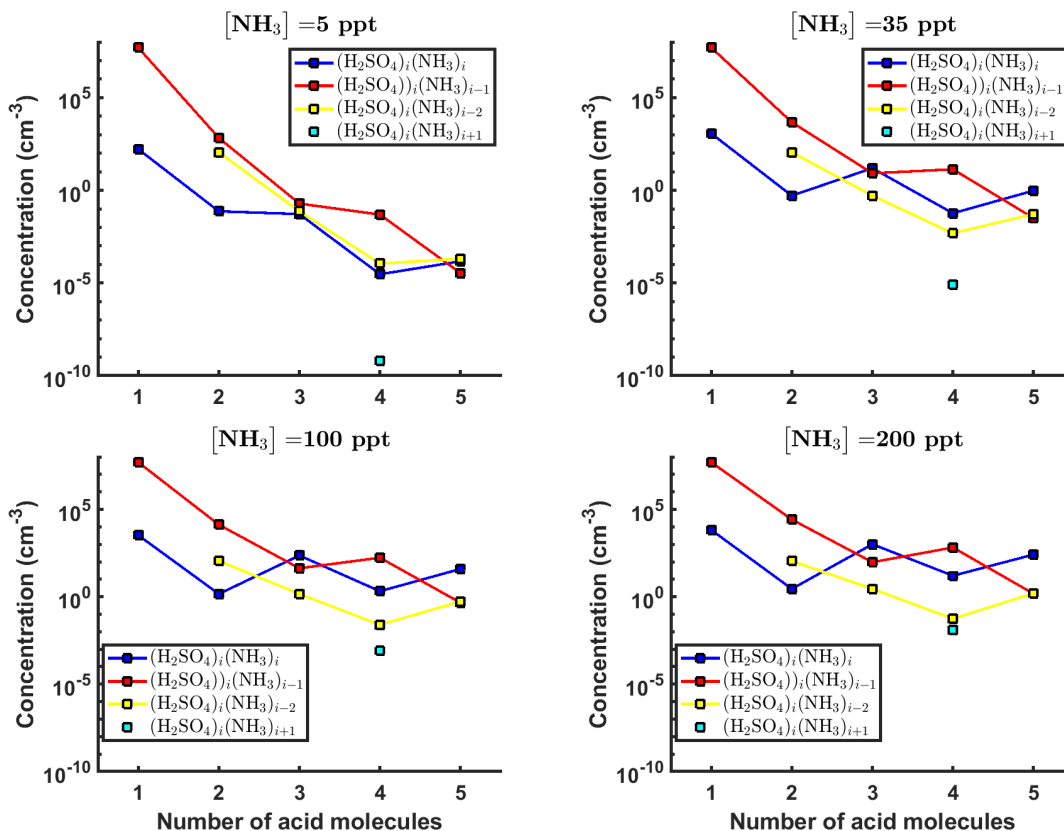 [NH₃] =5 ppt
Concentration (cm⁻³)
10⁵
10⁰
10⁻⁵
10⁻¹⁰
(H₂SO₄)ᵢ(NH₃)ᵢ
(H₂SO₄))ᵢ(NH₃)ᵢ₋₁
(H₂SO₄)ᵢ(NH₃)ᵢ₋₂
(H₂SO₄)ᵢ(NH₃)ᵢ₊₁
1 2 3 4 5
[NH₃] =35 ppt
Concentration (cm⁻³)
10⁵
10⁰
10⁻⁵
10⁻¹⁰
(H₂SO₄)ᵢ(NH₃)ᵢ
(H₂SO₄))ᵢ(NH₃)ᵢ₋₁
(H₂SO₄)ᵢ(NH₃)ᵢ₋₂
(H₂SO₄)ᵢ(NH₃)ᵢ₊₁
1 2 3 4 5
[NH₃] =100 ppt
Concentration (cm⁻³)
10⁵
10⁰
10⁻⁵
10⁻¹⁰
(H₂SO₄)ᵢ(NH₃)ᵢ
(H₂SO₄))ᵢ(NH₃)ᵢ₋₁
(H₂SO₄)ᵢ(NH₃)ᵢ₋₂
(H₂SO₄)ᵢ(NH₃)ᵢ₊₁
1 2 3 4 5
Number of acid molecules
[NH₃] =200 ppt
Concentration (cm⁻³)
10⁵
10⁰
10⁻⁵
10⁻¹⁰
(H₂SO₄)ᵢ(NH₃)ᵢ
(H₂SO₄))ᵢ(NH₃)ᵢ₋₁
(H₂SO₄)ᵢ(NH₃)ᵢ₋₂
(H₂SO₄)ᵢ(NH₃)ᵢ₊₁
1 2 3 4 5
Number of acid molecules